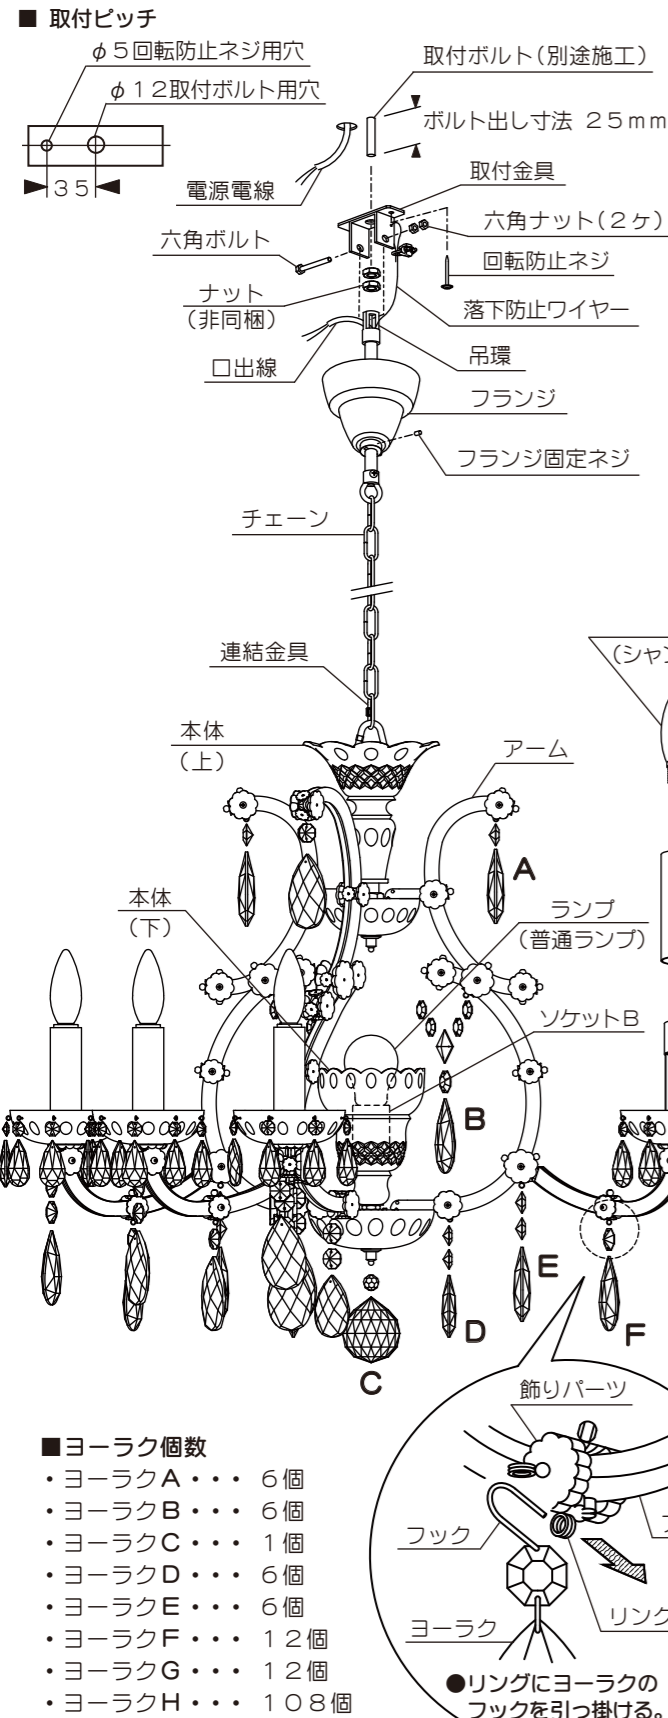 ■ 取付ピッチ
φ５回転防止ネジ用穴
φ１２取付ボルト用穴
３５
取付ボルト（別途施工）
ボルト出し寸法 ２５ｍｍ
電源電線
取付金具
六角ボルト
六角ナット（２ケ）
回転防止ネジ
ナット
（非同梱）
落下防止ワイヤー
口出線
吊環
フランジ
フランジ固定ネジ
チェーン
連結金具
（シャン
本体
（上）
アーム
A
本体
（下）
ランプ
（普通ランプ）
ソケットB
B
E
D
F
C
■ヨーラク個数
・ヨーラクA・・・ ６個
・ヨーラクB・・・ ６個
・ヨーラクC・・・ １個
・ヨーラクD・・・ ６個
・ヨーラクE・・・ ６個
・ヨーラクF・・・ １２個
・ヨーラクG・・・ １２個
・ヨーラクH・・・ １０８個
飾りパーツ
フック
リング
ヨーラク
●リングにヨーラクの
フックを引っ掛ける。